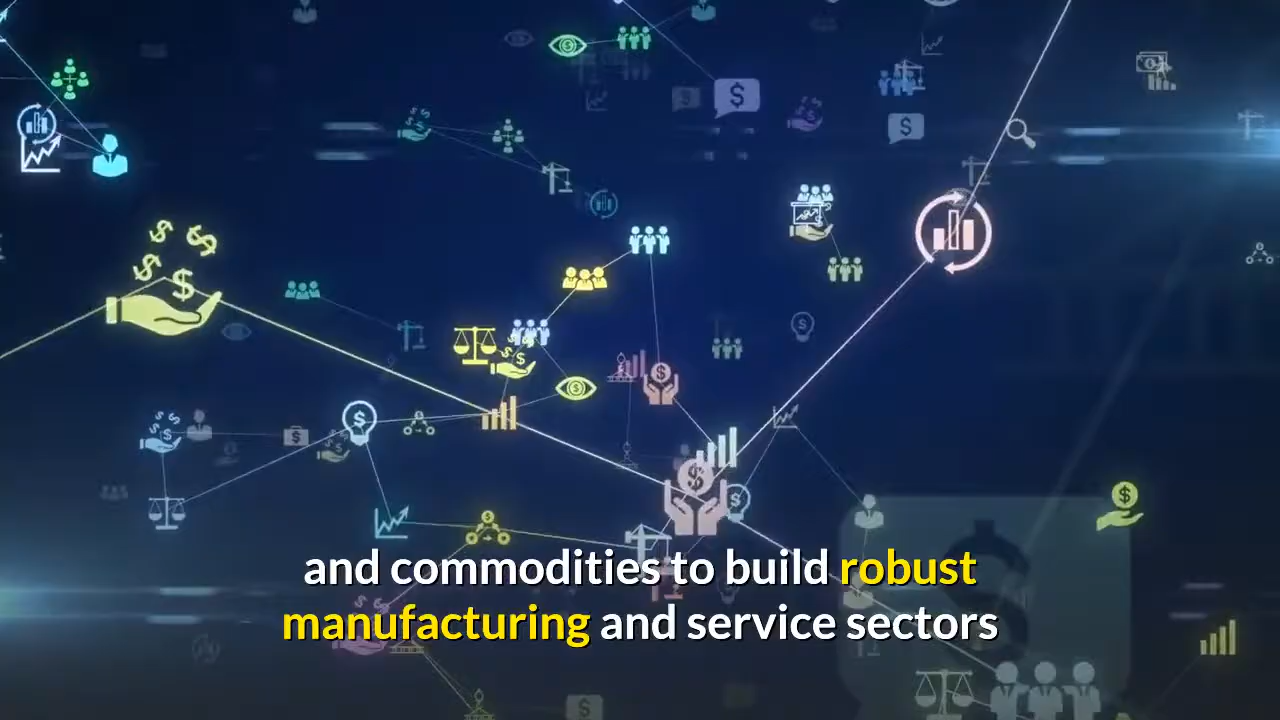 and commodities to build robust
manufacturing and service sectors